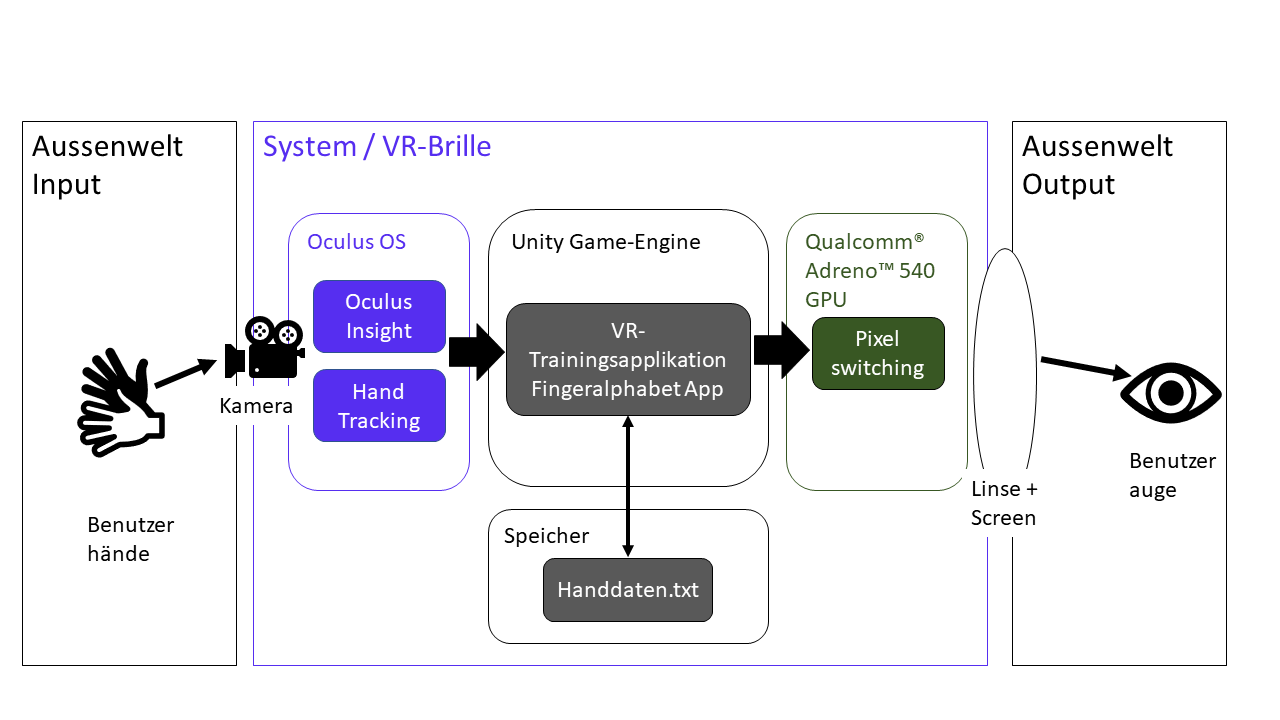 Aussenwelt
Input
System / VR-Brille
Aussenwelt
Output
Oculus OS
Oculus
Insight
Hand
Tracking
Kamera
Benutzer
hände
Unity Game-Engine
VR-
Trainingsapplikation
Fingeralphabet App
Speicher
Handdaten.txt
Qualcomm®
Adreno™ 540
GPU
Pixel
switching
Linse +
Screen
Benutzer
auge